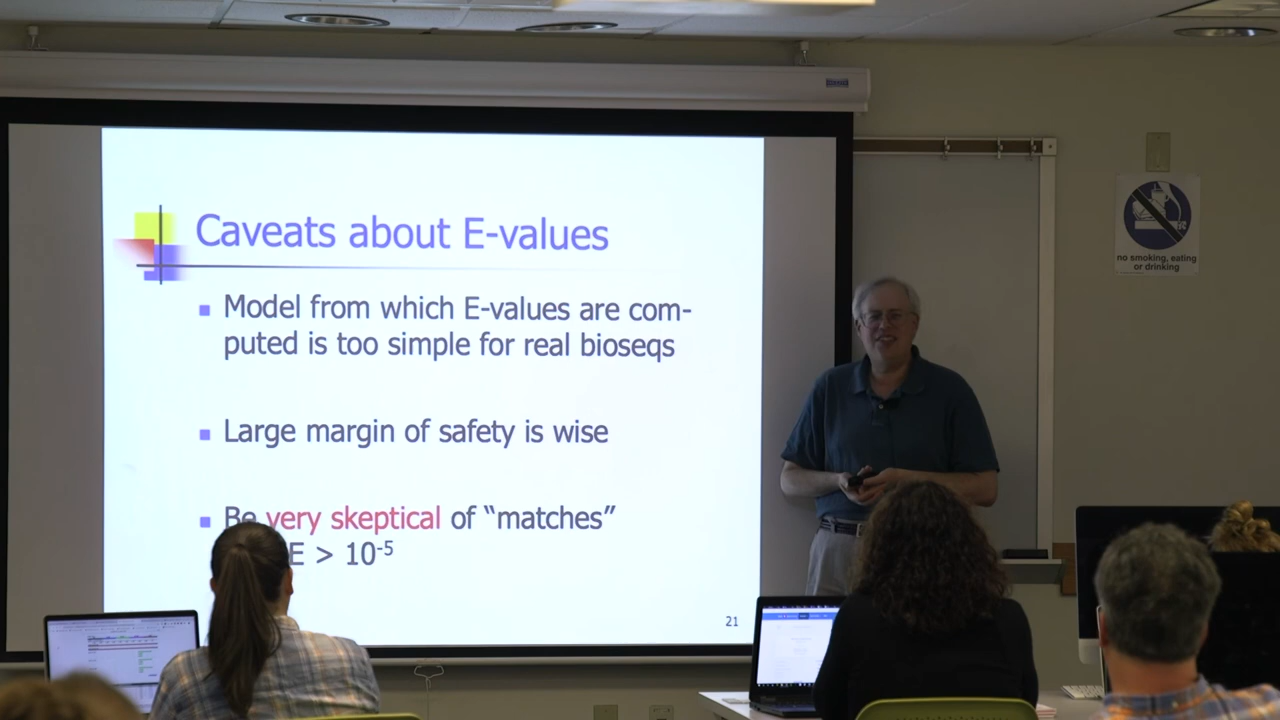 Caveats about E-values
Model from which E-values are com-
puted is too simple for real bioseqs
Large margin of safety is wise
Be very skeptical of “matches”
E > 10⁻⁵
21
no smoking, eating
or drinking